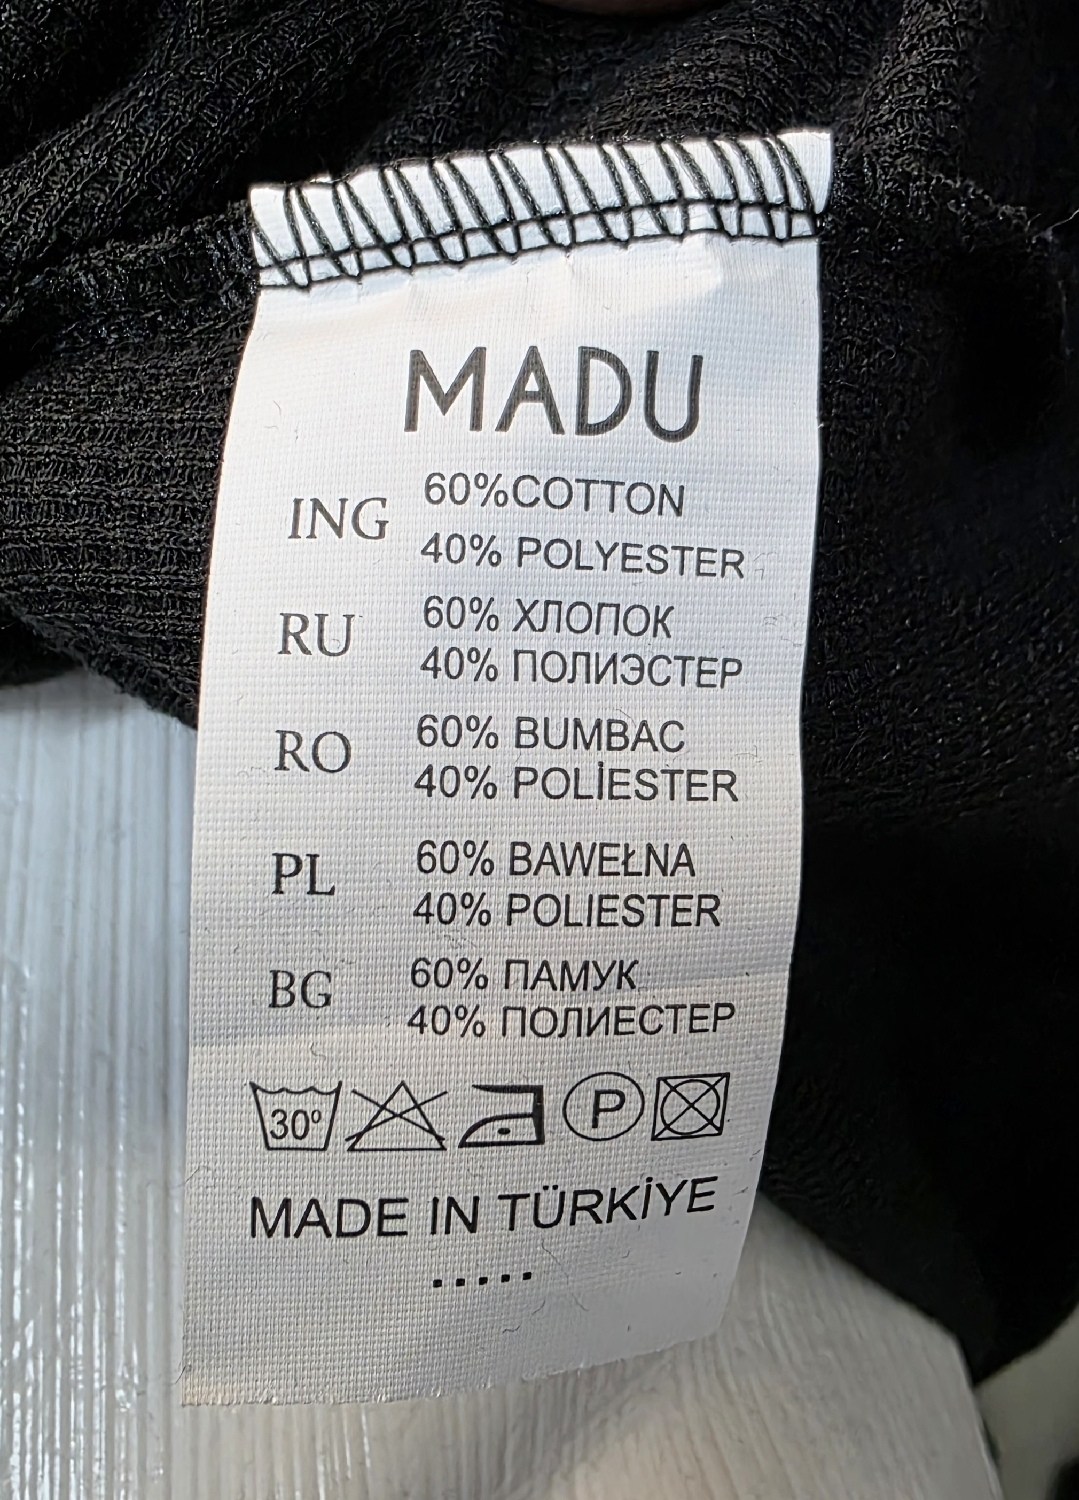 MADU
ING 60%COTTON
40% POLYESTER
RU 60% ХЛОПОК
40% ПОЛИЭСТЕР
RO 60% BUMBAC
40% POLİESTER
PL 60% BAWEŁNA
40% POLIESTER
BG 60% ПАМУК
40% ПОЛИЕСТЕР
30° P
MADE IN TÜRKİYE
.....